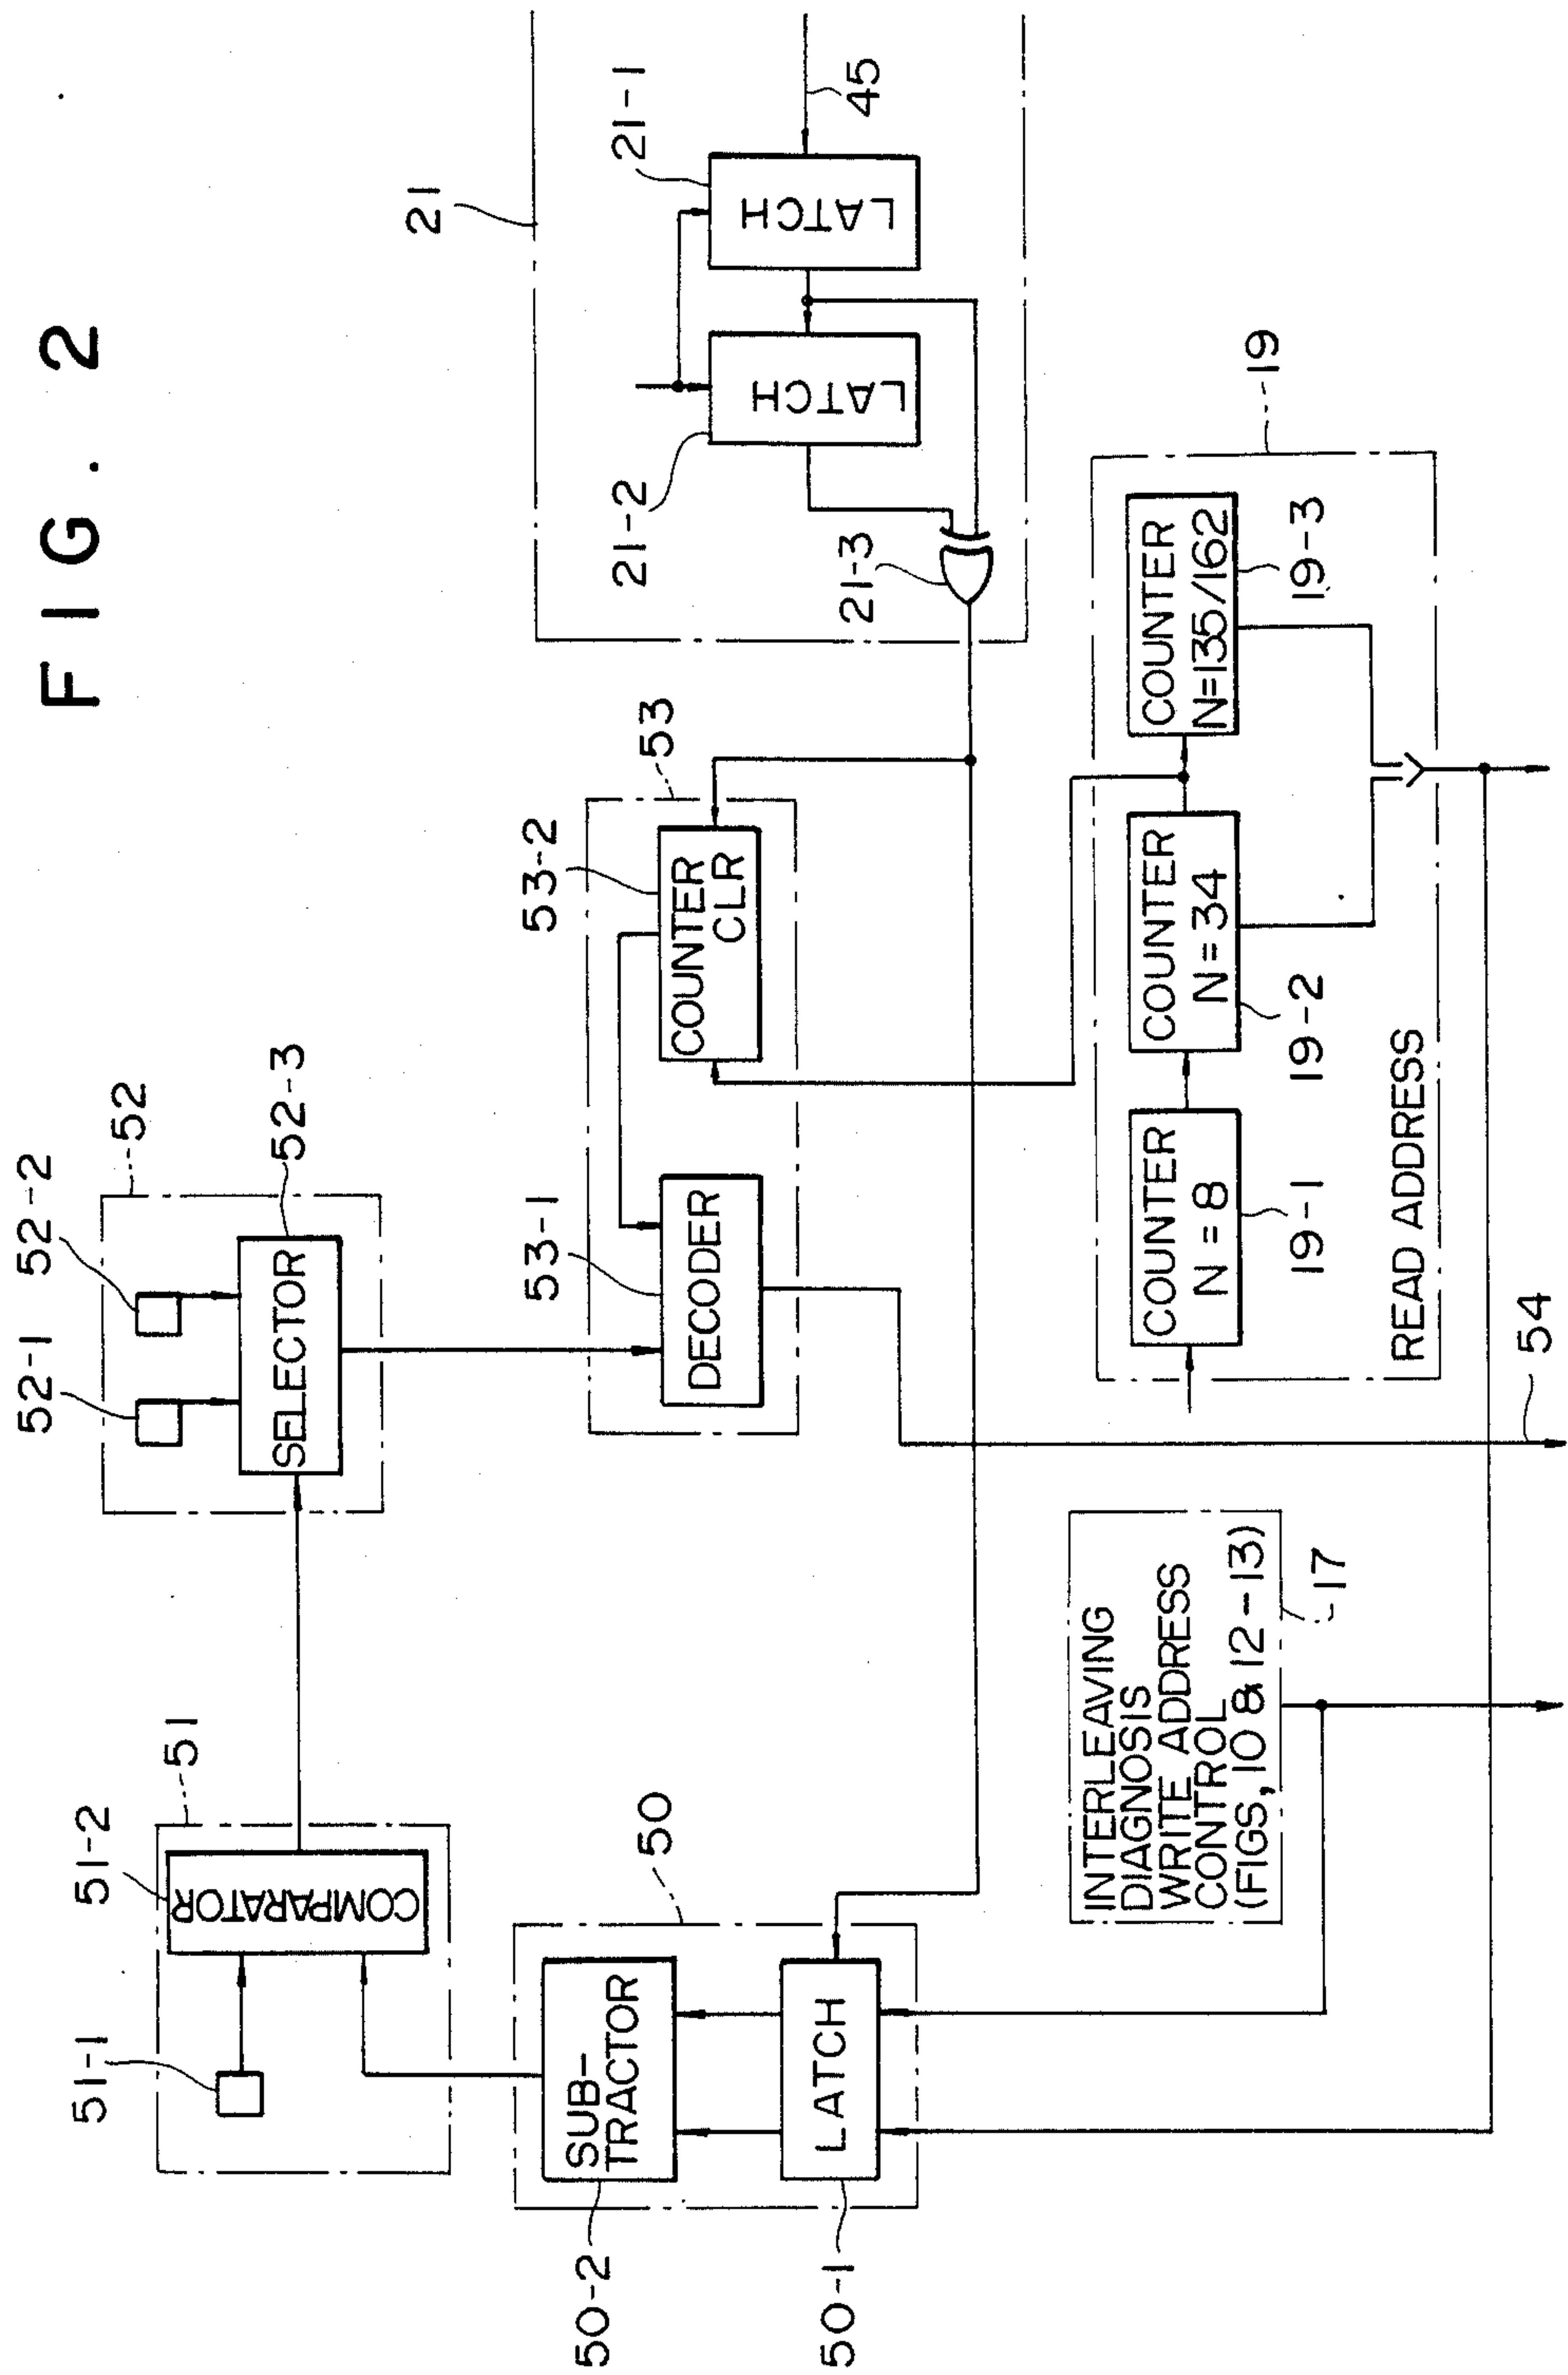 FIG. 2
52-1
52-2
52
52-3
SELECTOR
51-1
51-2
51
COMPARATOR
50-2
50-1
50
SUB-
TRACTOR
LATCH
53-1
53-2
53
DECODER
COUNTER
CLR
21
21-1
21-2
21-3
LATCH
LATCH
45
INTERLEAVING
DIAGNOSIS
WRITE ADDRESS
CONTROL
(FIGS, 10 & 12-13)
17
54
COUNTER
N=8
19-1
COUNTER
N=34
19-2
COUNTER
N=135/162
19-3
19
READ ADDRESS